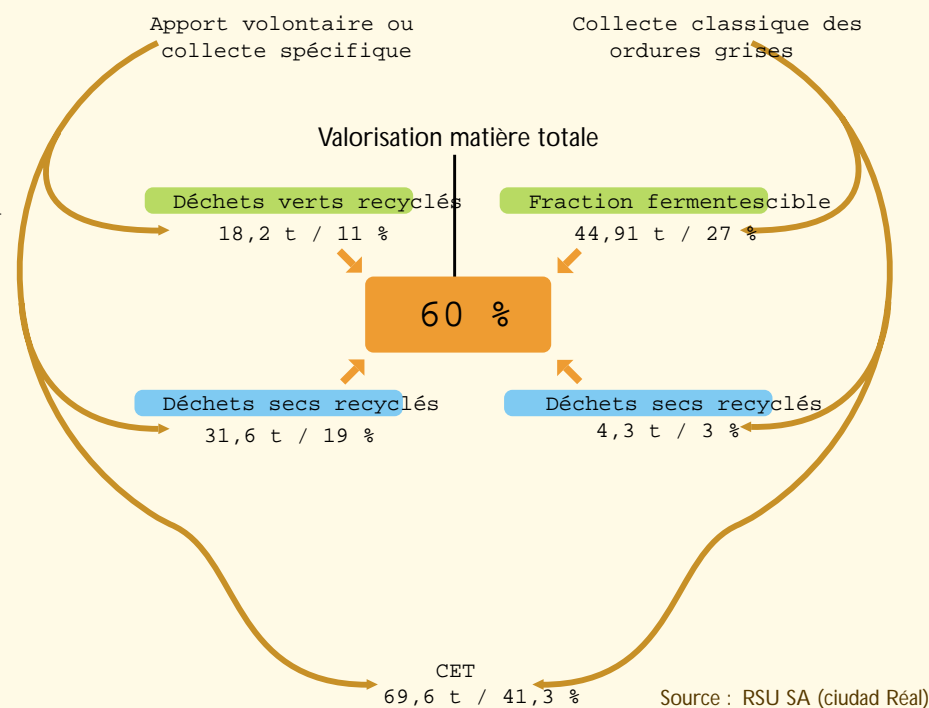 Apport volontaire ou
collecte spécifique
Collecte classique des
ordures grises
Valorisation matière totale
Déchets verts recyclés
18,2 t / 11 %
Fraction fermentescible
44,91 t / 27 %
60 %
Déchets secs recyclés
31,6 t / 19 %
Déchets secs recyclés
4,3 t / 3 %
CET
69,6 t / 41,3 %
Source : RSU SA (ciudad Réal)